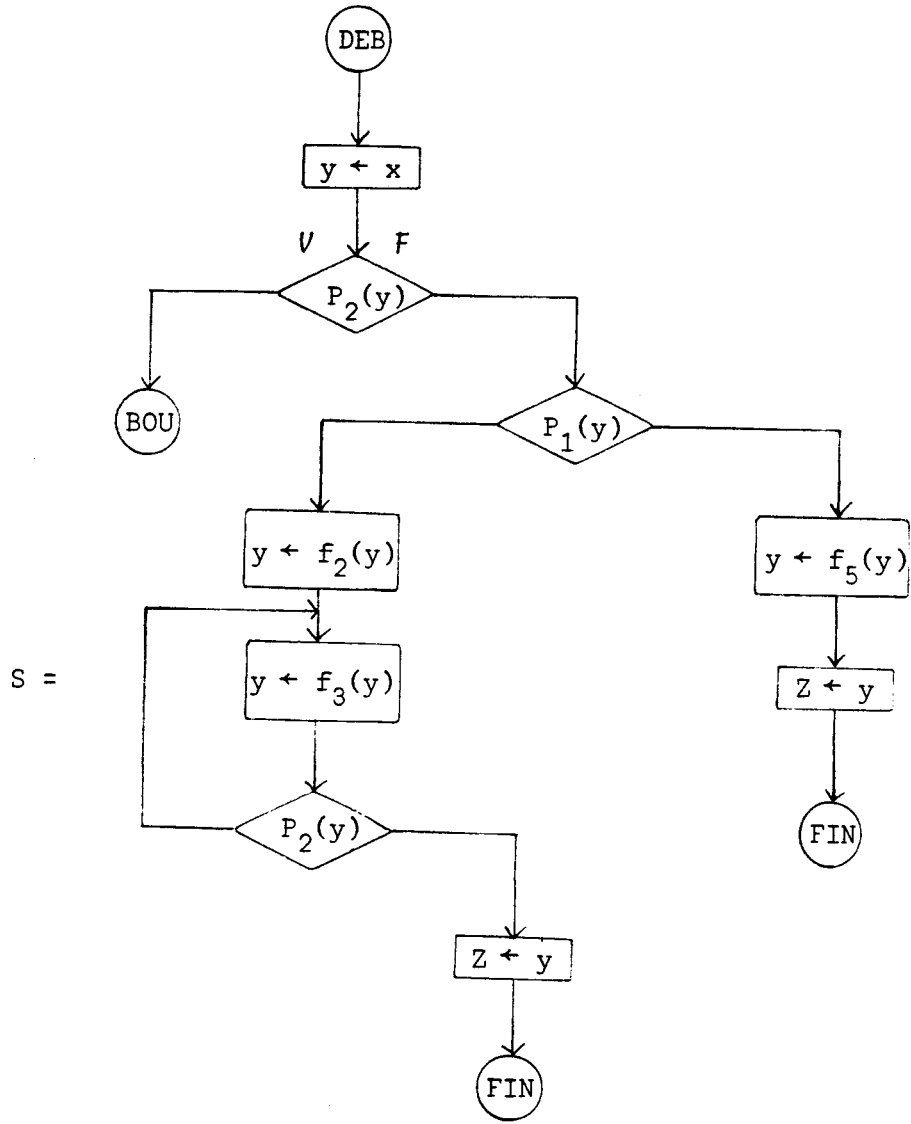 DEB
y ← x
V F
P₂(y)
BOU
P₁(y)
y ← f₂(y)
y ← f₅(y)
y ← f₃(y)
S =
Z ← y
P₂(y)
FIN
Z ← y
FIN